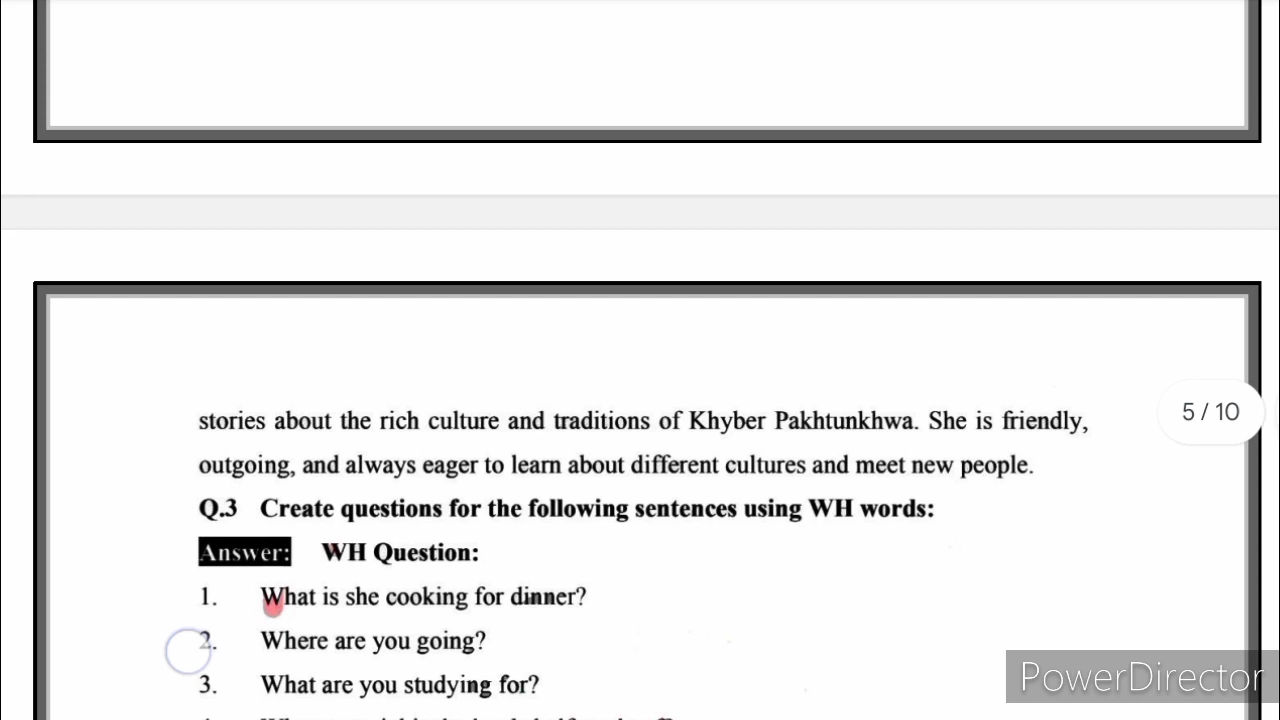 stories about the rich culture and traditions of Khyber Pakhtunkhwa. She is friendly,
5 / 10
outgoing, and always eager to learn about different cultures and meet new people.
Q.3 Create questions for the following sentences using WH words:
Answer: WH Question:
1. What is she cooking for dinner?
2. Where are you going?
3. What are you studying for?
PowerDirector